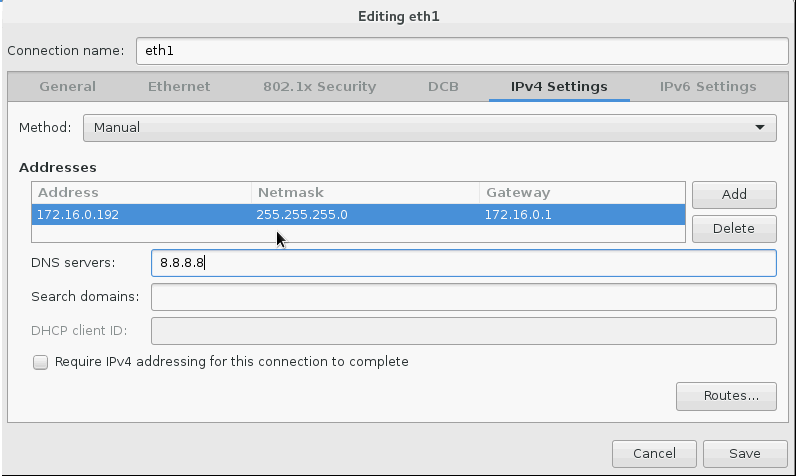 Editing eth1
Connection name: eth1
General Ethernet 802.1x Security DCB IPv4 Settings IPv6 Settings
Method: Manual
Addresses
Address Netmask Gateway
172.16.0.192 255.255.255.0 172.16.0.1
Add
Delete
DNS servers: 8.8.8.8
Search domains:
DHCP client ID:
Require IPv4 addressing for this connection to complete
Routes...
Cancel Save